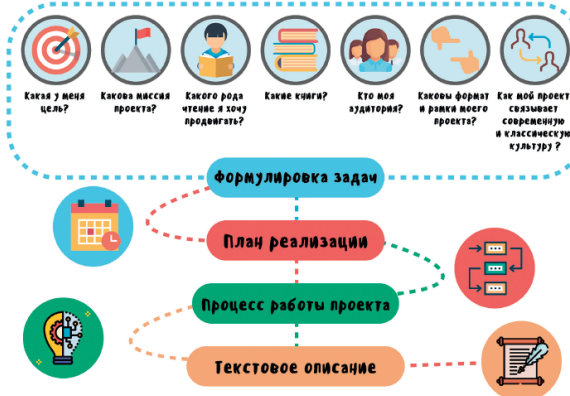 Какая у меня
цель?
Какова миссия
проекта?
Какого рода
чтение я хочу
продвигать?
Какие книги?
Кто моя
аудитория?
Каковы формат
и рамки моего
проекта?
Как мой проект
связывает
современную
и классическую
культуру ?
Формулировка задач
План реализации
Процесс работы проекта
Текстовое описание